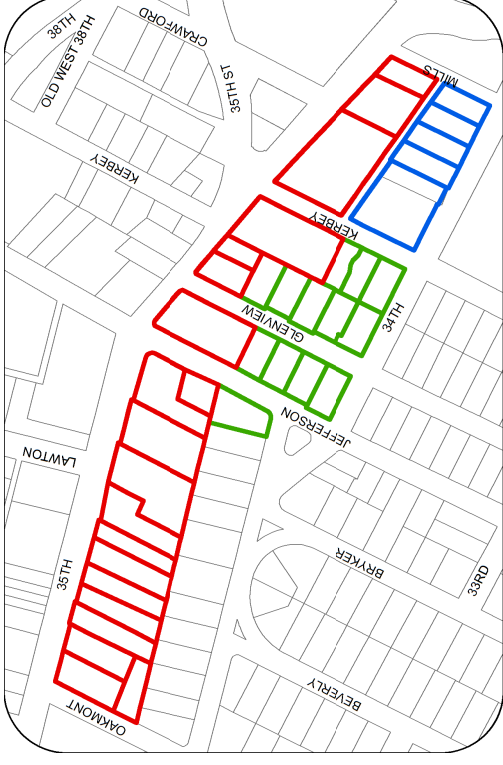 38TH
CRAWFORD
OLD WEST 38TH
35TH ST
MILLS
KERBEY
KERBEY
GLENVIEW
34TH
JEFFERSON
LAWTON
35TH
BRYKER
33RD
BEVERLY
OAKMONT